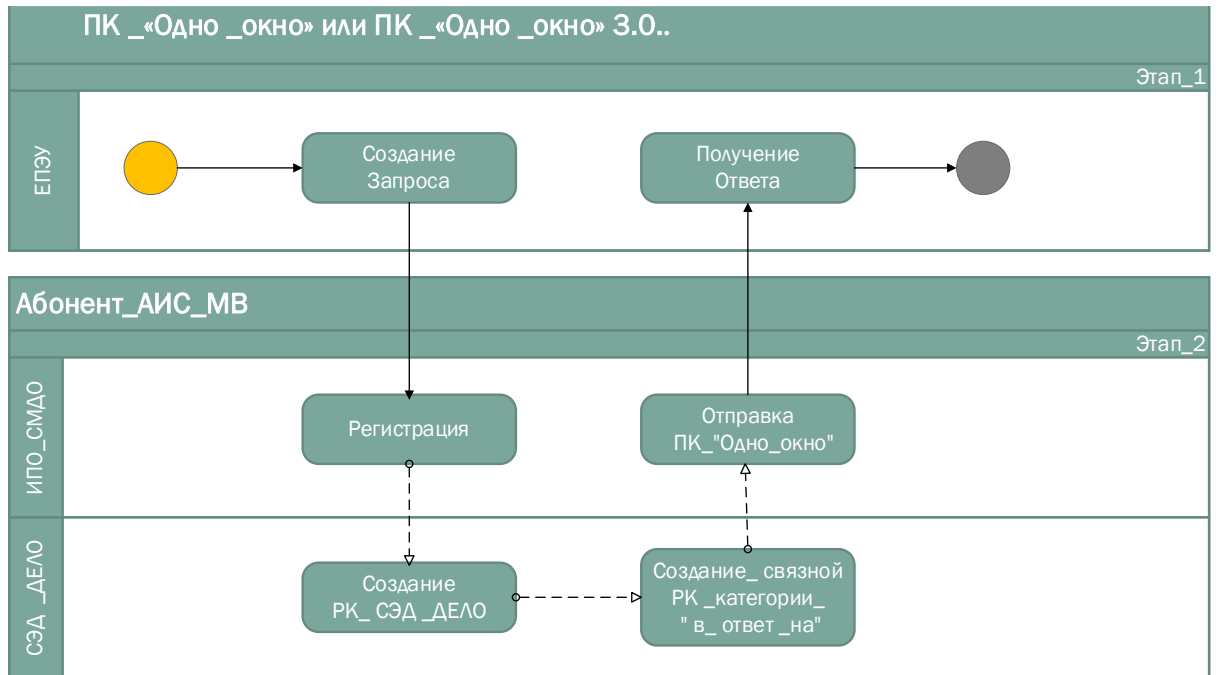 ПК _«Одно _окно» или ПК _«Одно _окно» 3.0..
Этап_1
ЕПЭУ
Создание
Запроса
Получение
Ответа
Абонент_АИС_МВ
Этап_2
ИПО_СМДО
Регистрация
Отправка
ПК_"Одно_окно"
СЭД _ДЕЛО
Создание
РК_ СЭД _ДЕЛО
Создание_ связной
РК _категории_
" в_ ответ _на"